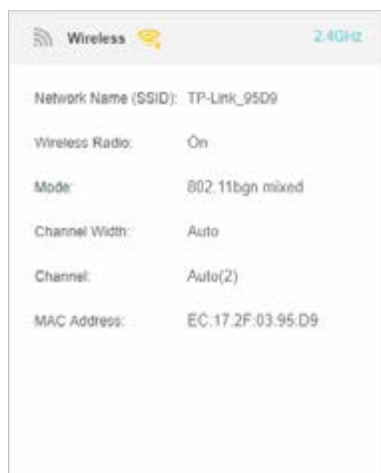 Wireless 2.4GHz
Network Name (SSID): TP-Link_95D9
Wireless Radio: On
Mode: 802.11bgn mixed
Channel Width: Auto
Channel: Auto(2)
MAC Address: EC:17:2F:03:95:D9